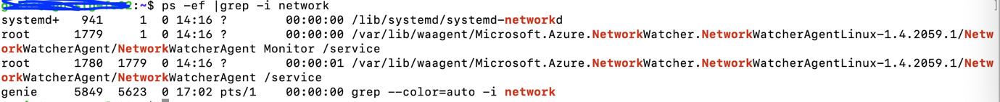 :~$ ps -ef |grep -i network
systemd+ 941 1 0 14:16 ? 00:00:00 /lib/systemd/systemd-networkd
root 1779 1 0 14:16 ? 00:00:00 /var/lib/waagent/Microsoft.Azure.NetworkWatcher.NetworkWatcherAgentLinux-1.4.2059.1/Netw
orkWatcherAgent/NetworkWatcherAgent Monitor /service
root 1780 1779 0 14:16 ? 00:00:01 /var/lib/waagent/Microsoft.Azure.NetworkWatcher.NetworkWatcherAgentLinux-1.4.2059.1/Netw
orkWatcherAgent/NetworkWatcherAgent /service
genie 5849 5623 0 17:02 pts/1 00:00:00 grep --color=auto -i network